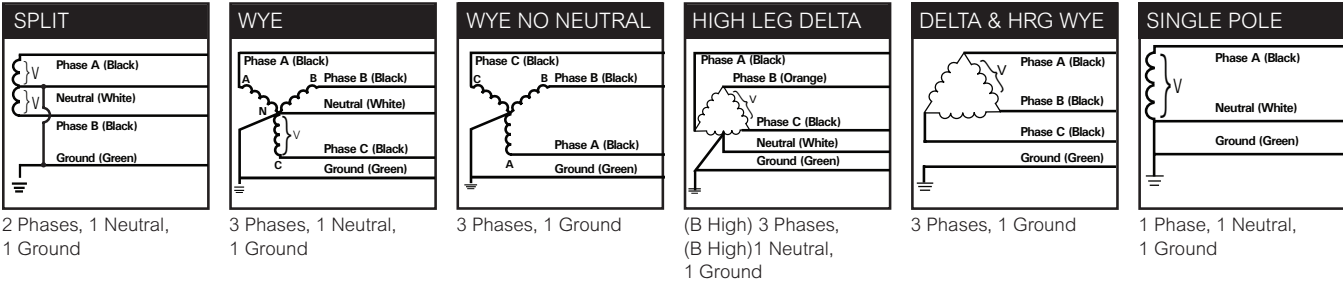 SPLIT
V
Phase A (Black)
V
Neutral (White)
Phase B (Black)
Ground (Green)
2 Phases, 1 Neutral,
1 Ground
WYE
Phase A (Black)
A
B Phase B (Black)
Neutral (White)
N
V
Phase C (Black)
C
Ground (Green)
3 Phases, 1 Neutral,
1 Ground
WYE NO NEUTRAL
Phase C (Black)
C
B Phase B (Black)
Phase A (Black)
A
Ground (Green)
3 Phases, 1 Ground
HIGH LEG DELTA
Phase A (Black)
Phase B (Orange)
V
Phase C (Black)
Neutral (White)
Ground (Green)
(B High) 3 Phases,
(B High)1 Neutral,
1 Ground
DELTA & HRG WYE
V
Phase A (Black)
Phase B (Black)
Phase C (Black)
Ground (Green)
3 Phases, 1 Ground
SINGLE POLE
Phase A (Black)
V
Neutral (White)
Ground (Green)
1 Phase, 1 Neutral,
1 Ground